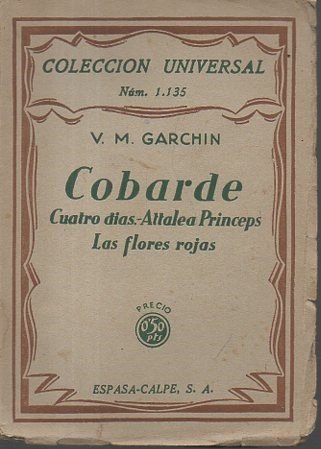 COLECCION UNIVERSAL
Núm. 1.135
V. M. GARCHIN
Cobarde
Cuatro dias.-Attalea Princeps
Las flores rojas
PRECIO
0'50
pts
ESPASA-CALPE, S. A.